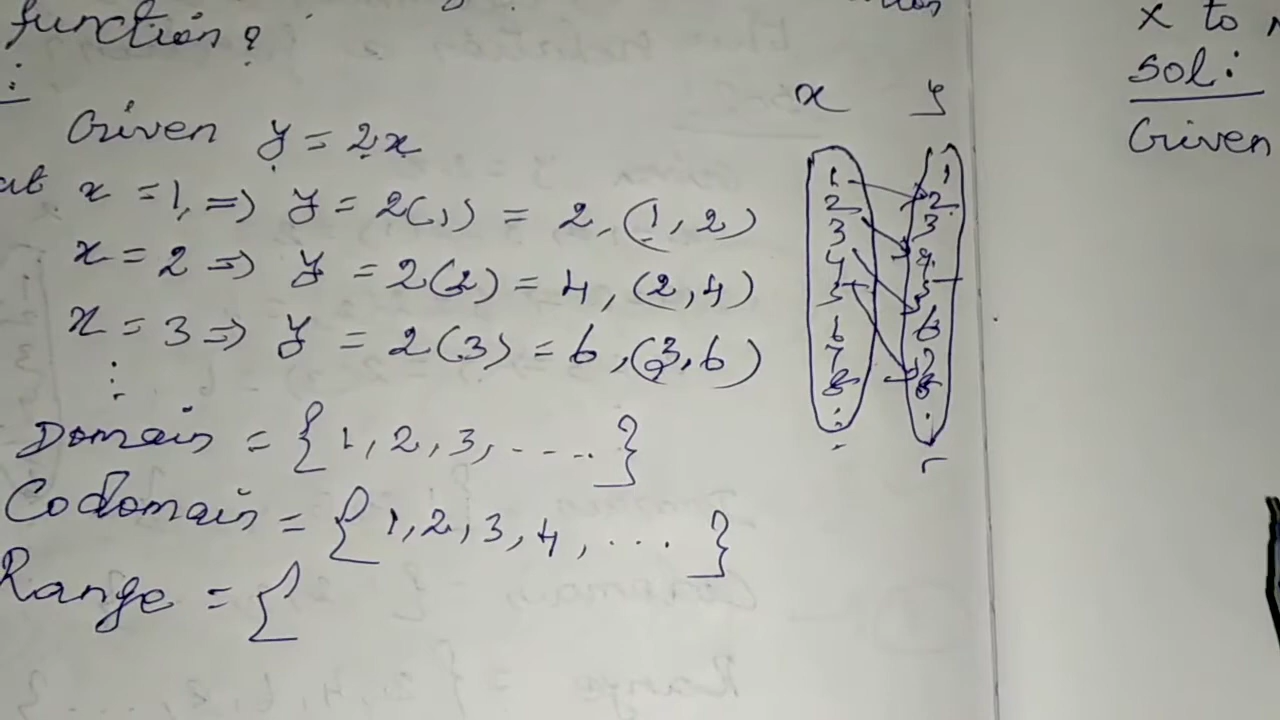 function?
:
Given y = 2x
at x = 1, => y = 2(1) = 2, (1, 2)
x = 2 => y = 2(2) = 4, (2, 4)
x = 3 => y = 2(3) = 6, (3, 6)
⋮
Domain = {1, 2, 3, .....}
Codomain = {1, 2, 3, 4, .... }
Range = {
x y
1 1
2 2
3 3
4 4
5 5
6 6
7 7
8 8
x to
Sol:
Given